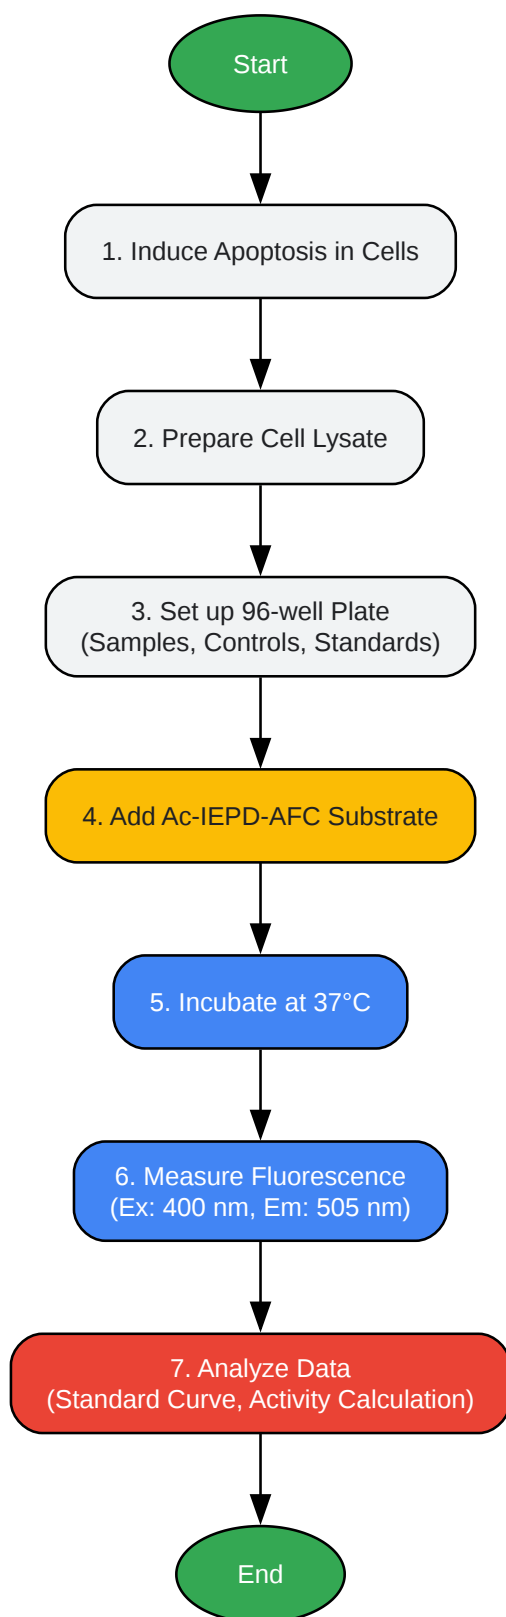 Start
1. Induce Apoptosis in Cells
2. Prepare Cell Lysate
3. Set up 96-well Plate
(Samples, Controls, Standards)
4. Add Ac-IEPD-AFC Substrate
5. Incubate at 37°C
6. Measure Fluorescence
(Ex: 400 nm, Em: 505 nm)
7. Analyze Data
(Standard Curve, Activity Calculation)
End